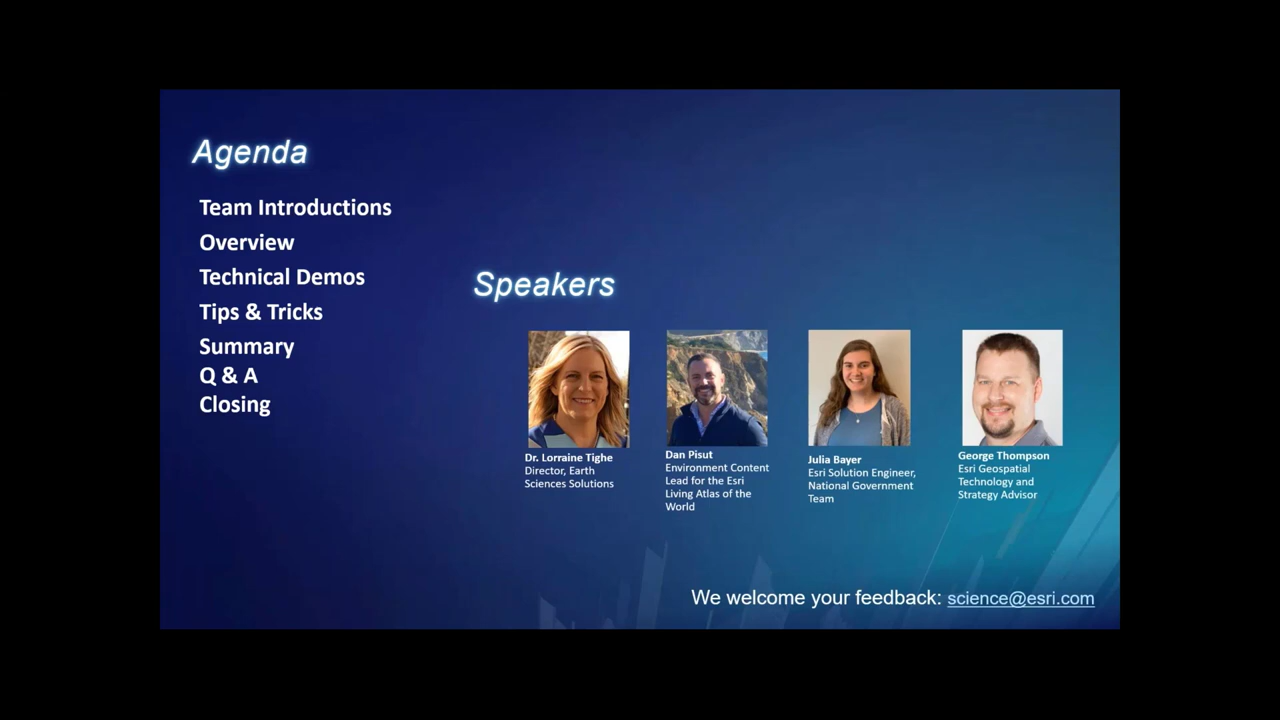 Agenda
Team Introductions
Overview
Technical Demos
Tips & Tricks
Summary
Q & A
Closing
Speakers
Dr. Lorraine Tighe
Director, Earth
Sciences Solutions
Dan Pisut
Environment Content
Lead for the Esri
Living Atlas of the
World
Julia Bayer
Esri Solution Engineer,
National Government
Team
George Thompson
Esri Geospatial
Technology and
Strategy Advisor
We welcome your feedback: science@esri.com